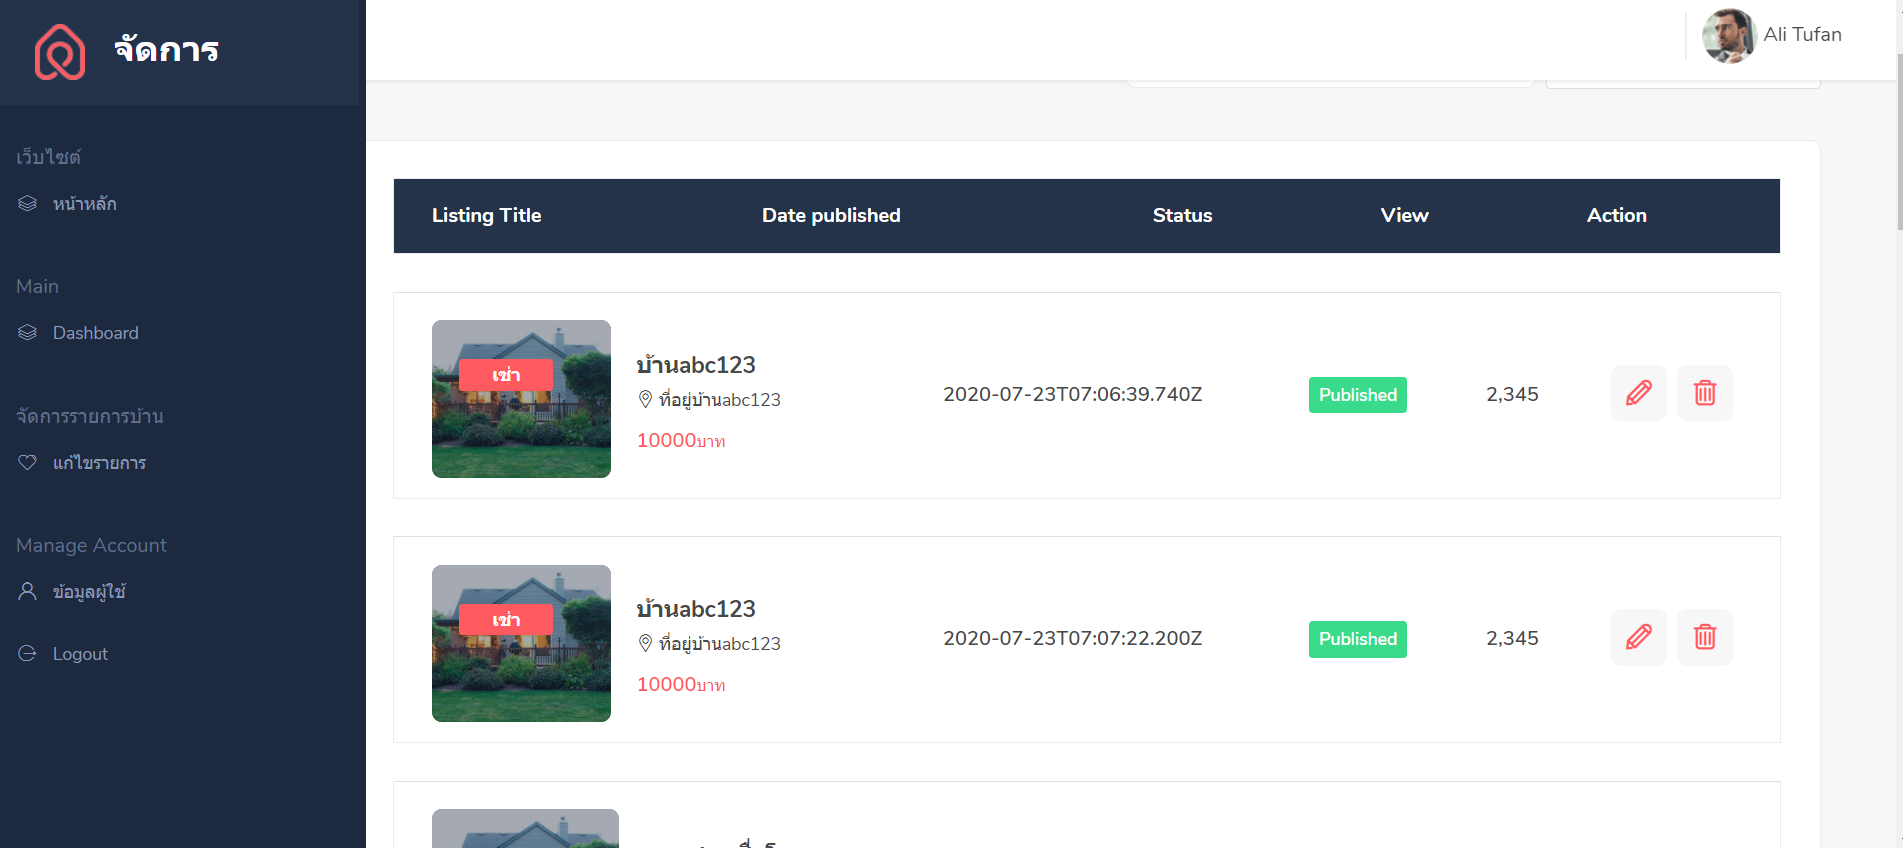 จัดการ
Ali Tufan
เว็บไซต์
หน้าหลัก
Main
Dashboard
จัดการรายการบ้าน
แก้ไขรายการ
Manage Account
ข้อมูลผู้ใช้
Logout
Listing Title Date published Status View Action
เช่า
บ้านabc123
ที่อยู่บ้านabc123
10000บาท
2020-07-23T07:06:39.740Z Published 2,345
เช่า
บ้านabc123
ที่อยู่บ้านabc123
10000บาท
2020-07-23T07:07:22.200Z Published 2,345